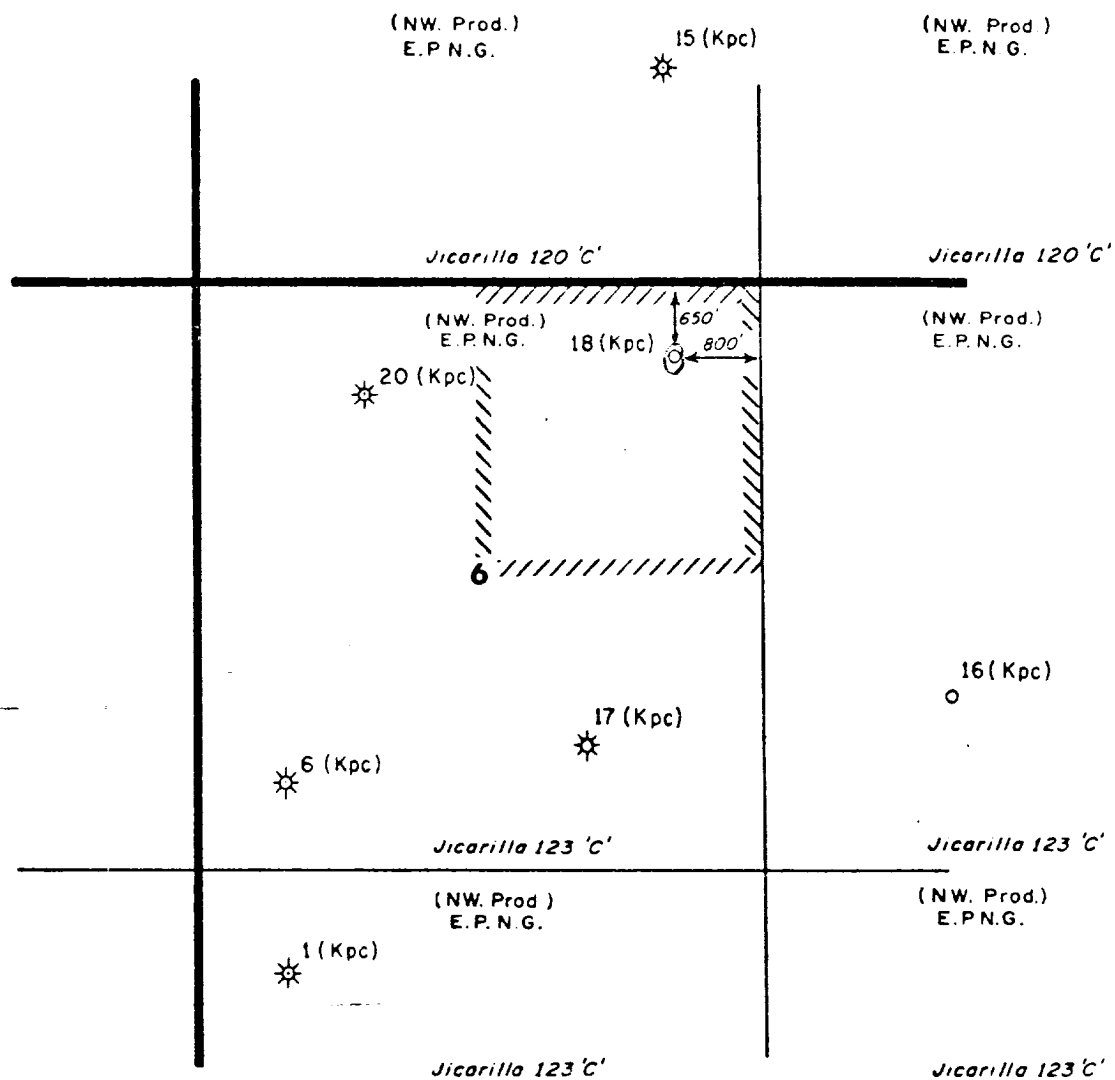 (NW. Prod.)
E.P.N.G.
15 (Kpc)
(NW. Prod.)
E.P.N.G.
Jicarilla 120 'C'
Jicarilla 120 'C'
(NW. Prod.)
E.P.N.G.
650'
18 (Kpc)
800'
(NW. Prod.)
E.P.N.G.
20 (Kpc)
6
16 (Kpc)
17 (Kpc)
6 (Kpc)
Jicarilla 123 'C'
Jicarilla 123 'C'
(NW. Prod.)
E.P.N.G.
(NW. Prod.)
E.P.N.G.
1 (Kpc)
Jicarilla 123 'C'
Jicarilla 123 'C'